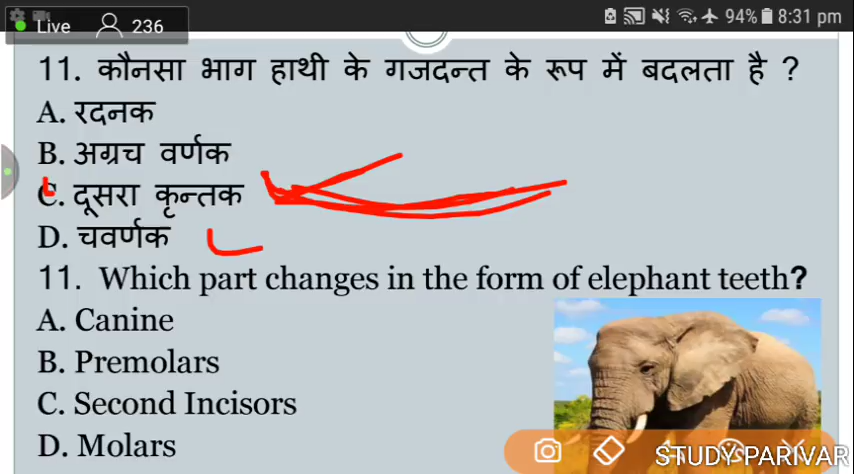 Live 236 94% 8:31 pm
11. कौनसा भाग हाथी के गजदन्त के रूप में बदलता है ?
A. रदनक
B. अग्रच वर्णक
C. दूसरा कृन्तक
D. चवर्णक
11. Which part changes in the form of elephant teeth?
A. Canine
B. Premolars
C. Second Incisors
D. Molars
STUDY PARIVAR